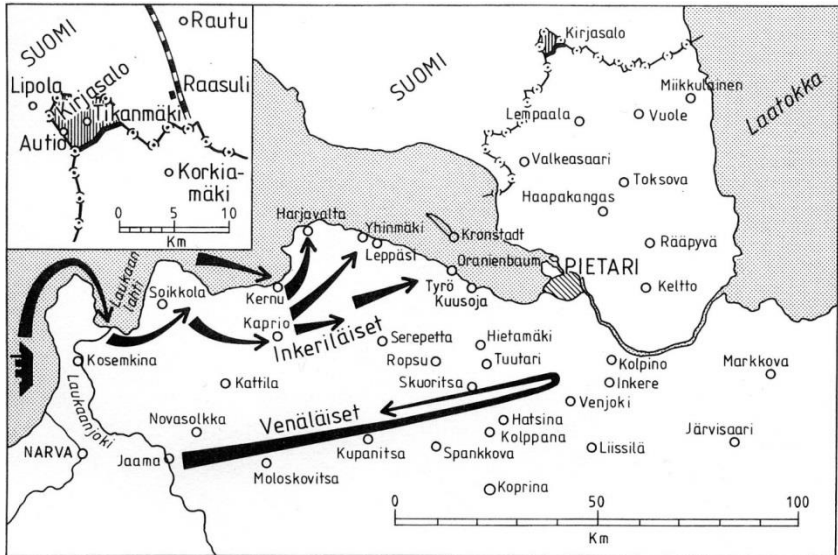 SUOMI
Rautu
Lipola
Kirjasalo
Raasuli
Tikanmäki
Autio
Korkia-
mäki
0 5 10
Km
SUOMI
Kirjasalo
Miikkulainen
Lempaala
Vuole
Laatokka
Valkeasaari
Toksova
Haapakangas
Harjavalta
Yhinmäki
Leppäsi
Kronstadt
Rääpyvä
Oranienbaum
PIETARI
Laukaan
lahti
Kernu
Tyrö
Kuusoja
Keltto
Soikkola
Kaprio
Inkeriläiset
Serepetta
Hietamäki
Kosemkina
Ropsu
Tuutari
Kolpino
Markkova
Kattila
Skuoritsa
Inkere
Laukaanjoki
Venjoki
Novasolkka
Venäläiset
Hatsina
Kolppana
NARVA
Jaama
Kupanitsa
Spankkova
Liissilä
Järvisaari
Moloskovitsa
Koprina
0 50 100
Km